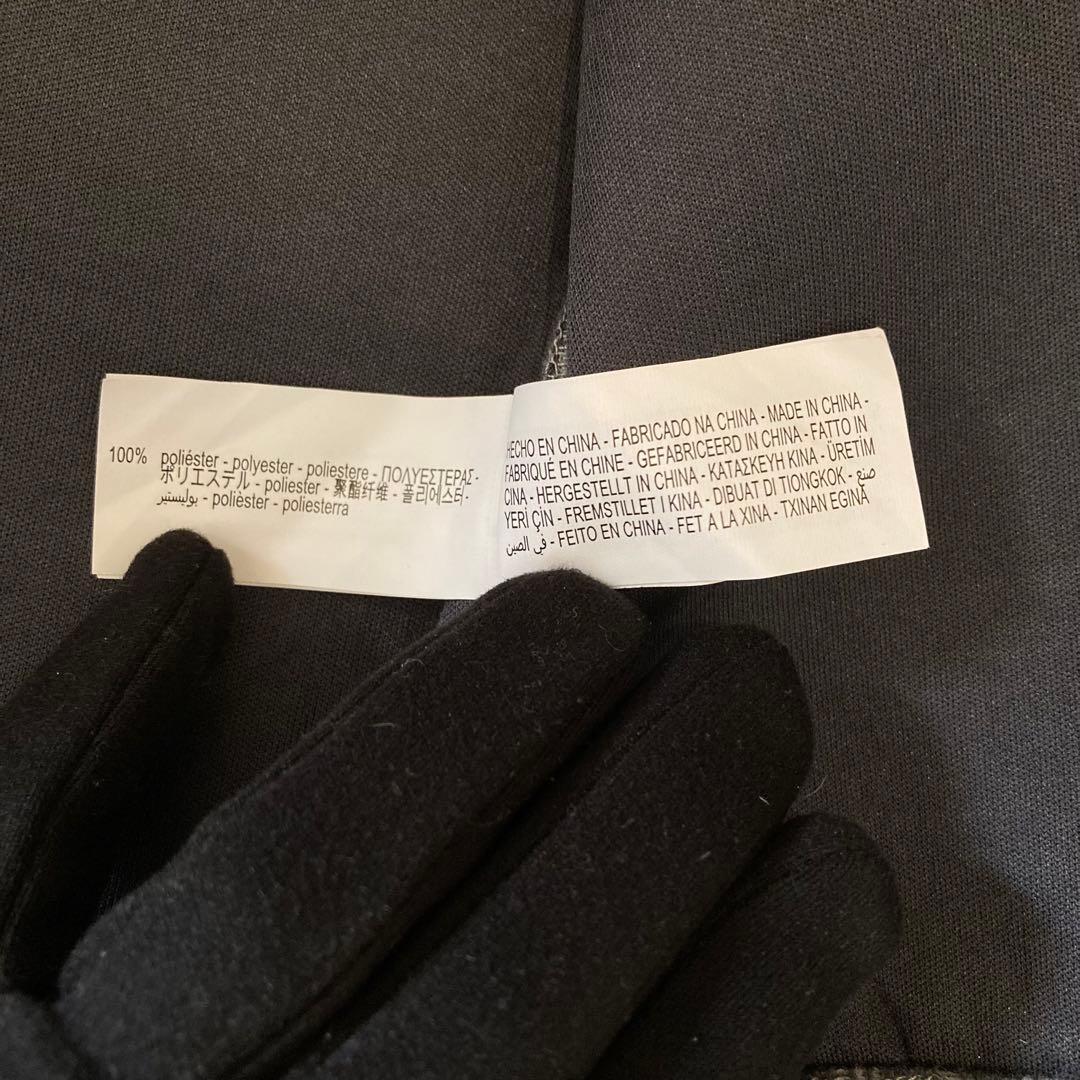 100% poliéster - polyester - poliestere - ΠΟΛΥΕΣΤΕΡΑΣ -
ポリエステル - poliester - 聚酯纤维 - 폴리에스터 -
بوليستير - polièster - poliesterra
HECHO EN CHINA - FABRICADO NA CHINA - MADE IN CHINA -
FABRIQUÉ EN CHINE - GEFABRICEERD IN CHINA - FATTO IN
CINA - HERGESTELLT IN CHINA - ΚΑΤΑΣΚΕΥΗ ΚΙΝΑ - ÜRETİM
YERİ ÇİN - FREMSTILLET I KINA - DIBUAT DI TIONGKOK - صنع
في الصين - FEITO EN CHINA - FET A LA XINA - TXINAN EGINA